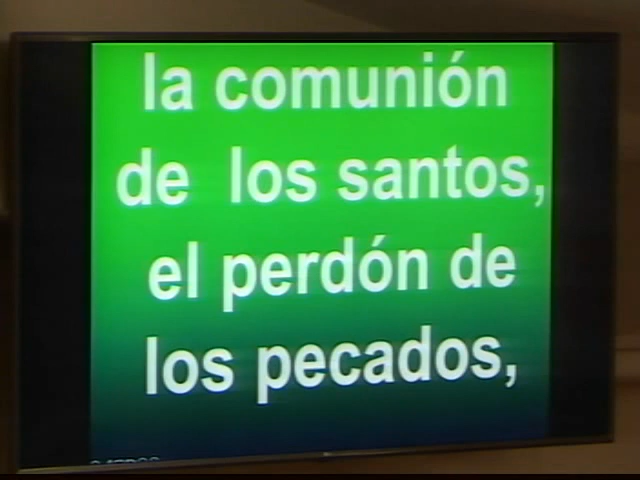 la comunión
de los santos,
el perdón de
los pecados,